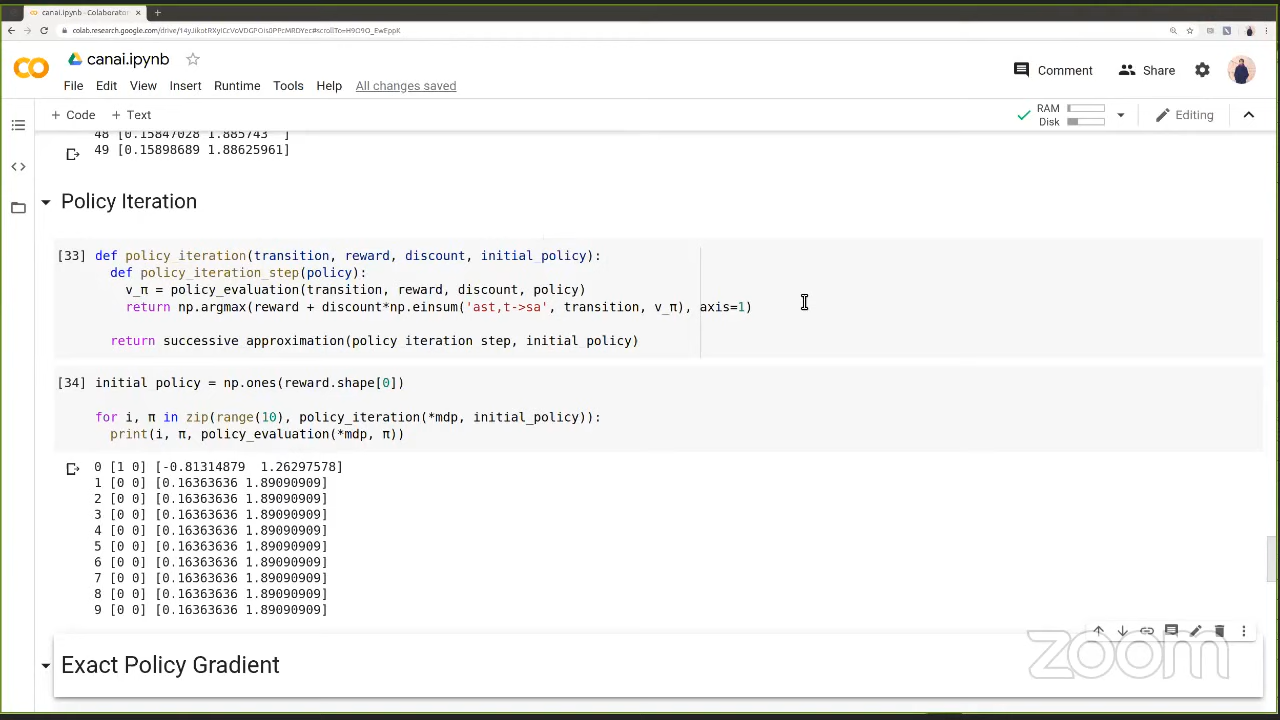 canai.ipynb - Colaborator
colab.research.google.com/drive/
canai.ipynb
Comment
Share
File Edit View Insert Runtime Tools Help All changes saved
+ Code + Text
RAM
Disk
Editing
48 [0.15847028 1.885743 ]
49 [0.15898689 1.88625961]
Policy Iteration
[33] def policy_iteration(transition, reward, discount, initial_policy):
def policy_iteration_step(policy):
v_π = policy_evaluation(transition, reward, discount, policy)
return np.argmax(reward + discount*np.einsum('ast,t->sa', transition, v_π), axis=1)
return successive_approximation(policy_iteration_step, initial_policy)
[34] initial_policy = np.ones(reward.shape[0])
for i, π in zip(range(10), policy_iteration(*mdp, initial_policy)):
print(i, π, policy_evaluation(*mdp, π))
0 [1 0] [-0.81314879 1.26297578]
1 [0 0] [0.16363636 1.89090909]
2 [0 0] [0.16363636 1.89090909]
3 [0 0] [0.16363636 1.89090909]
4 [0 0] [0.16363636 1.89090909]
5 [0 0] [0.16363636 1.89090909]
6 [0 0] [0.16363636 1.89090909]
7 [0 0] [0.16363636 1.89090909]
8 [0 0] [0.16363636 1.89090909]
9 [0 0] [0.16363636 1.89090909]
Exact Policy Gradient
zoom